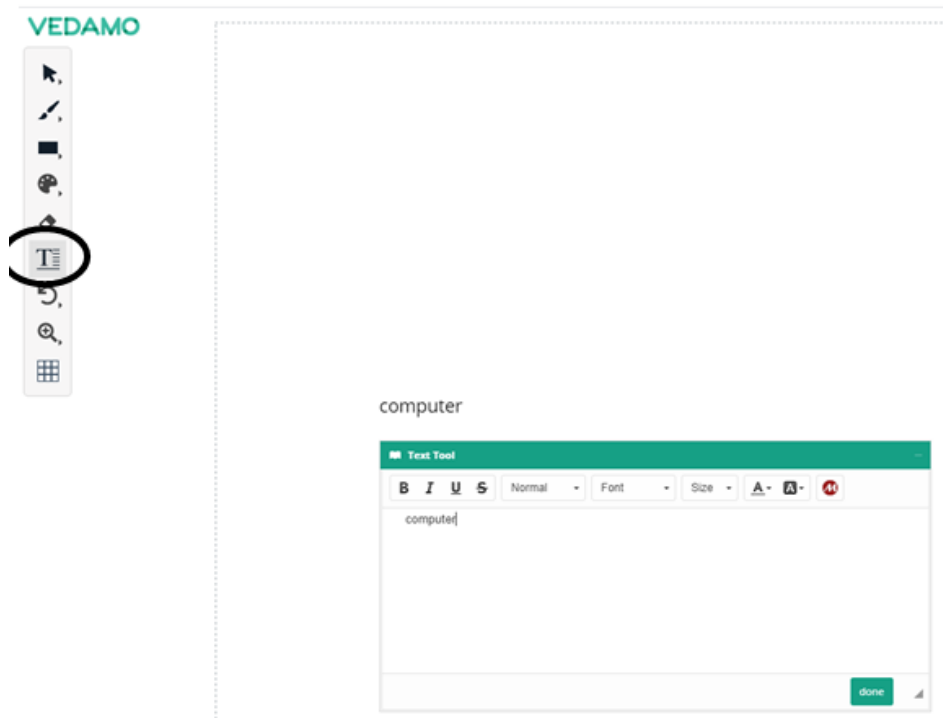 VEDAMO
computer
Text Tool
B I U S Normal Font Size A A
computer
done